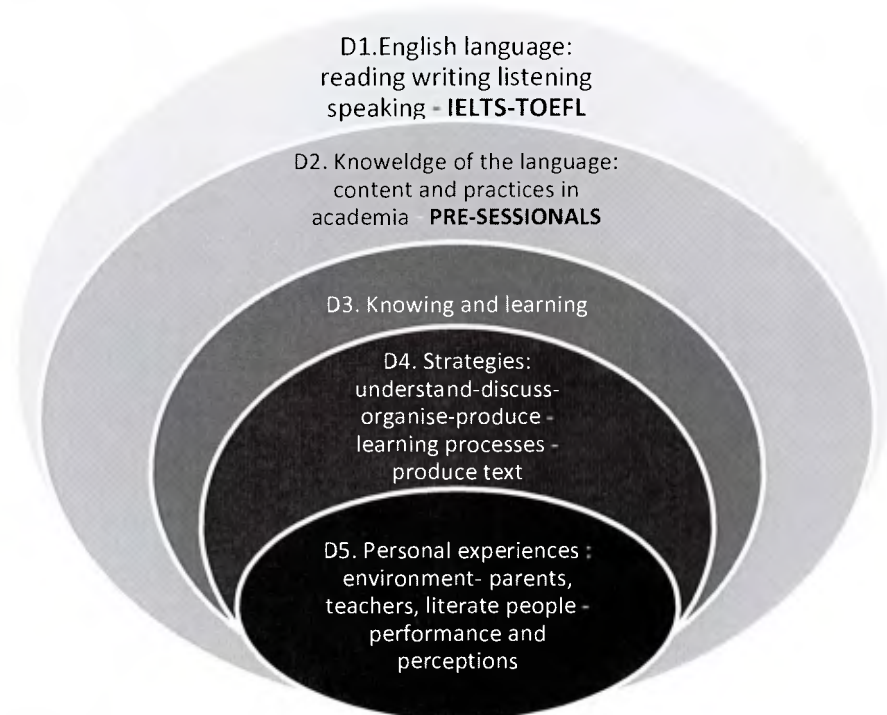 D1.English language:
reading writing listening
speaking - IELTS-TOEFL
D2. Knoweldge of the language:
content and practices in
academia - PRE-SESSIONALS
D3. Knowing and learning
D4. Strategies:
understand-discuss-
organise-produce -
learning processes -
produce text
D5. Personal experiences :
environment- parents,
teachers, literate people -
performance and
perceptions